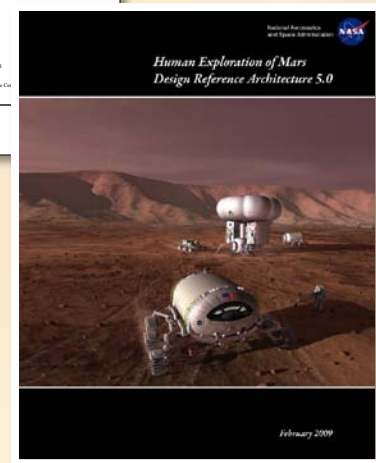 National Aeronautics
and Space Administration
NASA
Human Exploration of Mars
Design Reference Architecture 5.0
February 2009